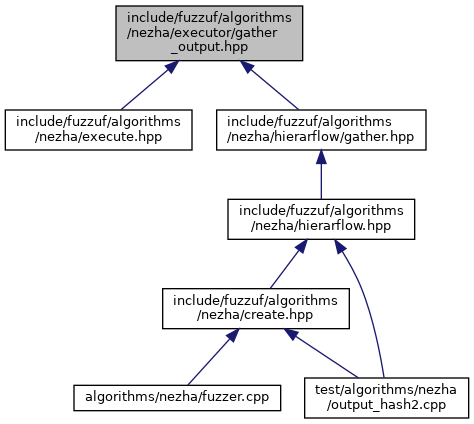 include/fuzzuf/algorithms
/nezha/executor/gather
_output.hpp
include/fuzzuf/algorithms
/nezha/execute.hpp
include/fuzzuf/algorithms
/nezha/hierarflow/gather.hpp
include/fuzzuf/algorithms
/nezha/hierarflow.hpp
include/fuzzuf/algorithms
/nezha/create.hpp
algorithms/nezha/fuzzer.cpp
test/algorithms/nezha
/output_hash2.cpp